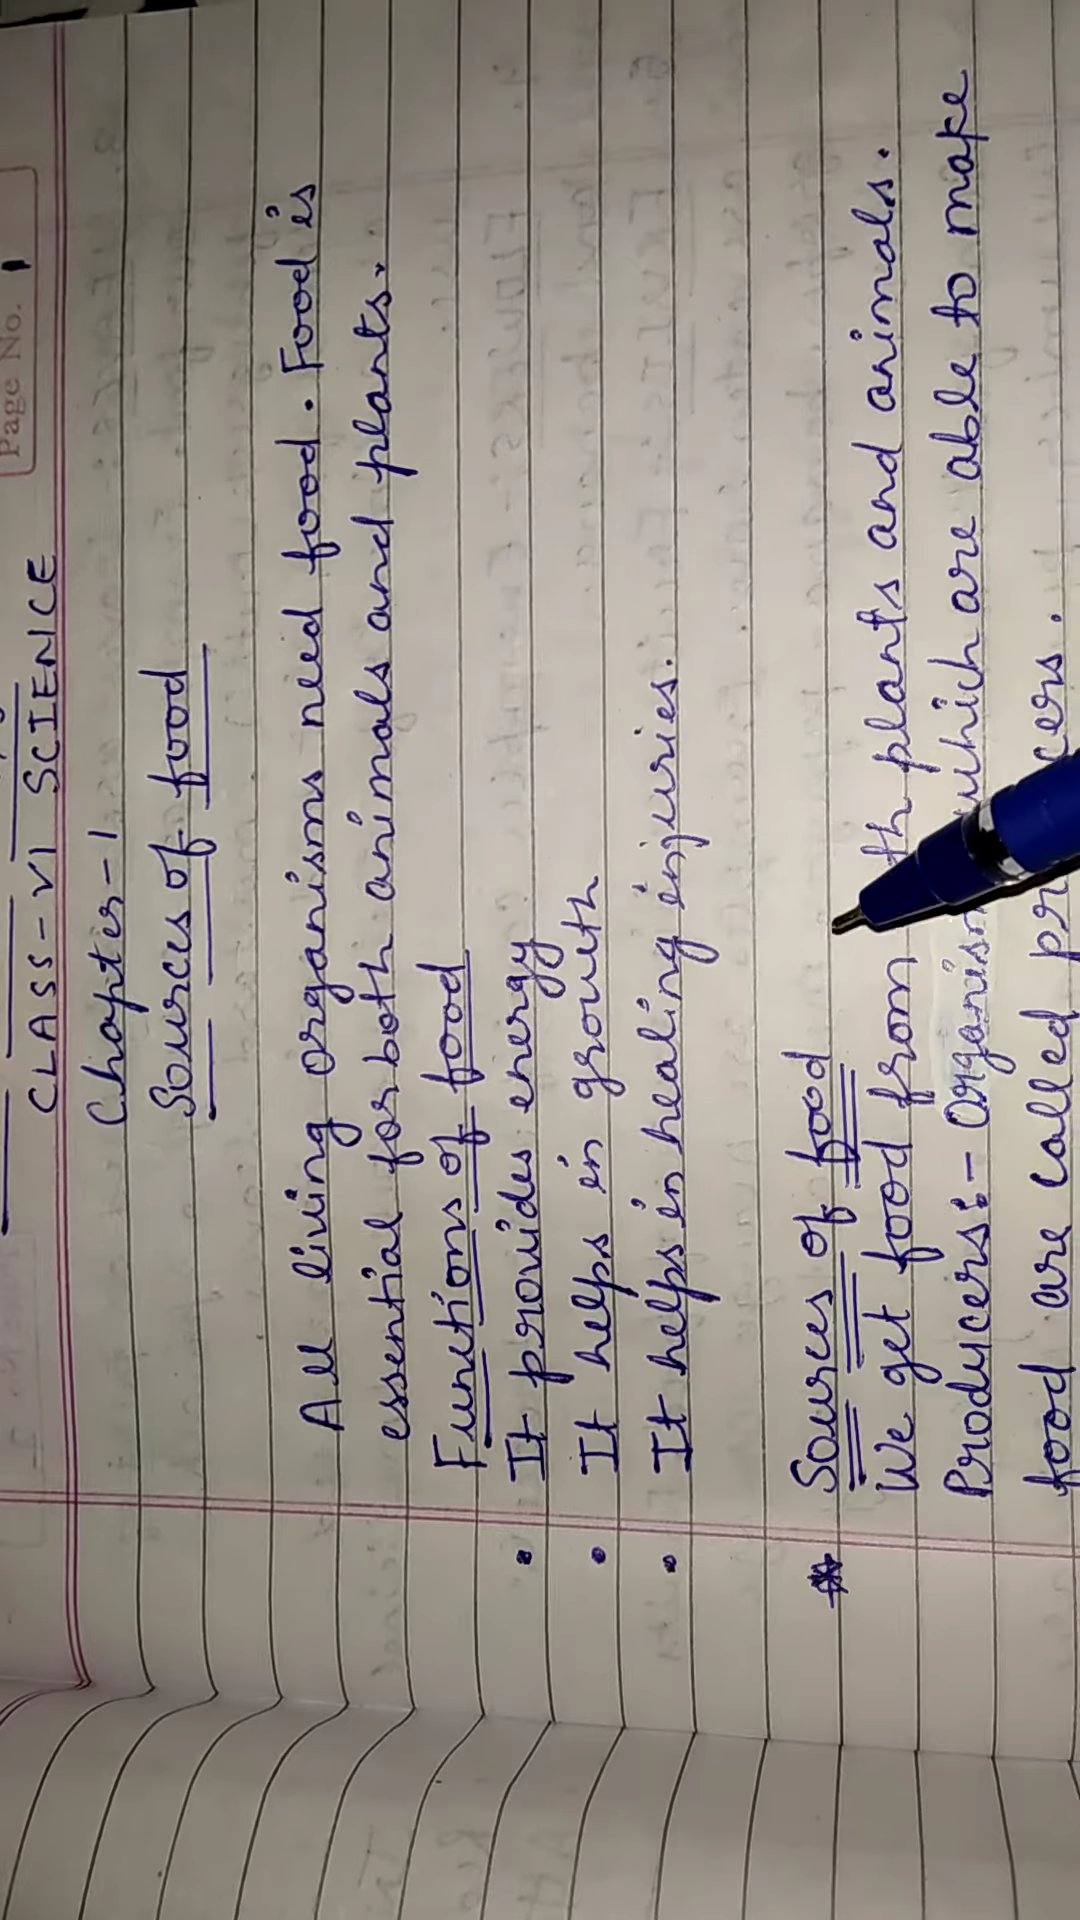 Page No. 1
CLASS-VI SCIENCE
Chapter-1
Sources of food
All living organisms need food. Food is
essential for both animals and plants.
Functions of food
• It provides energy
• It helps in growth
• It helps in healing injuries.
* Sources of food
We get food from plants and animals.
Producers:- Organism which are able to make
food are called